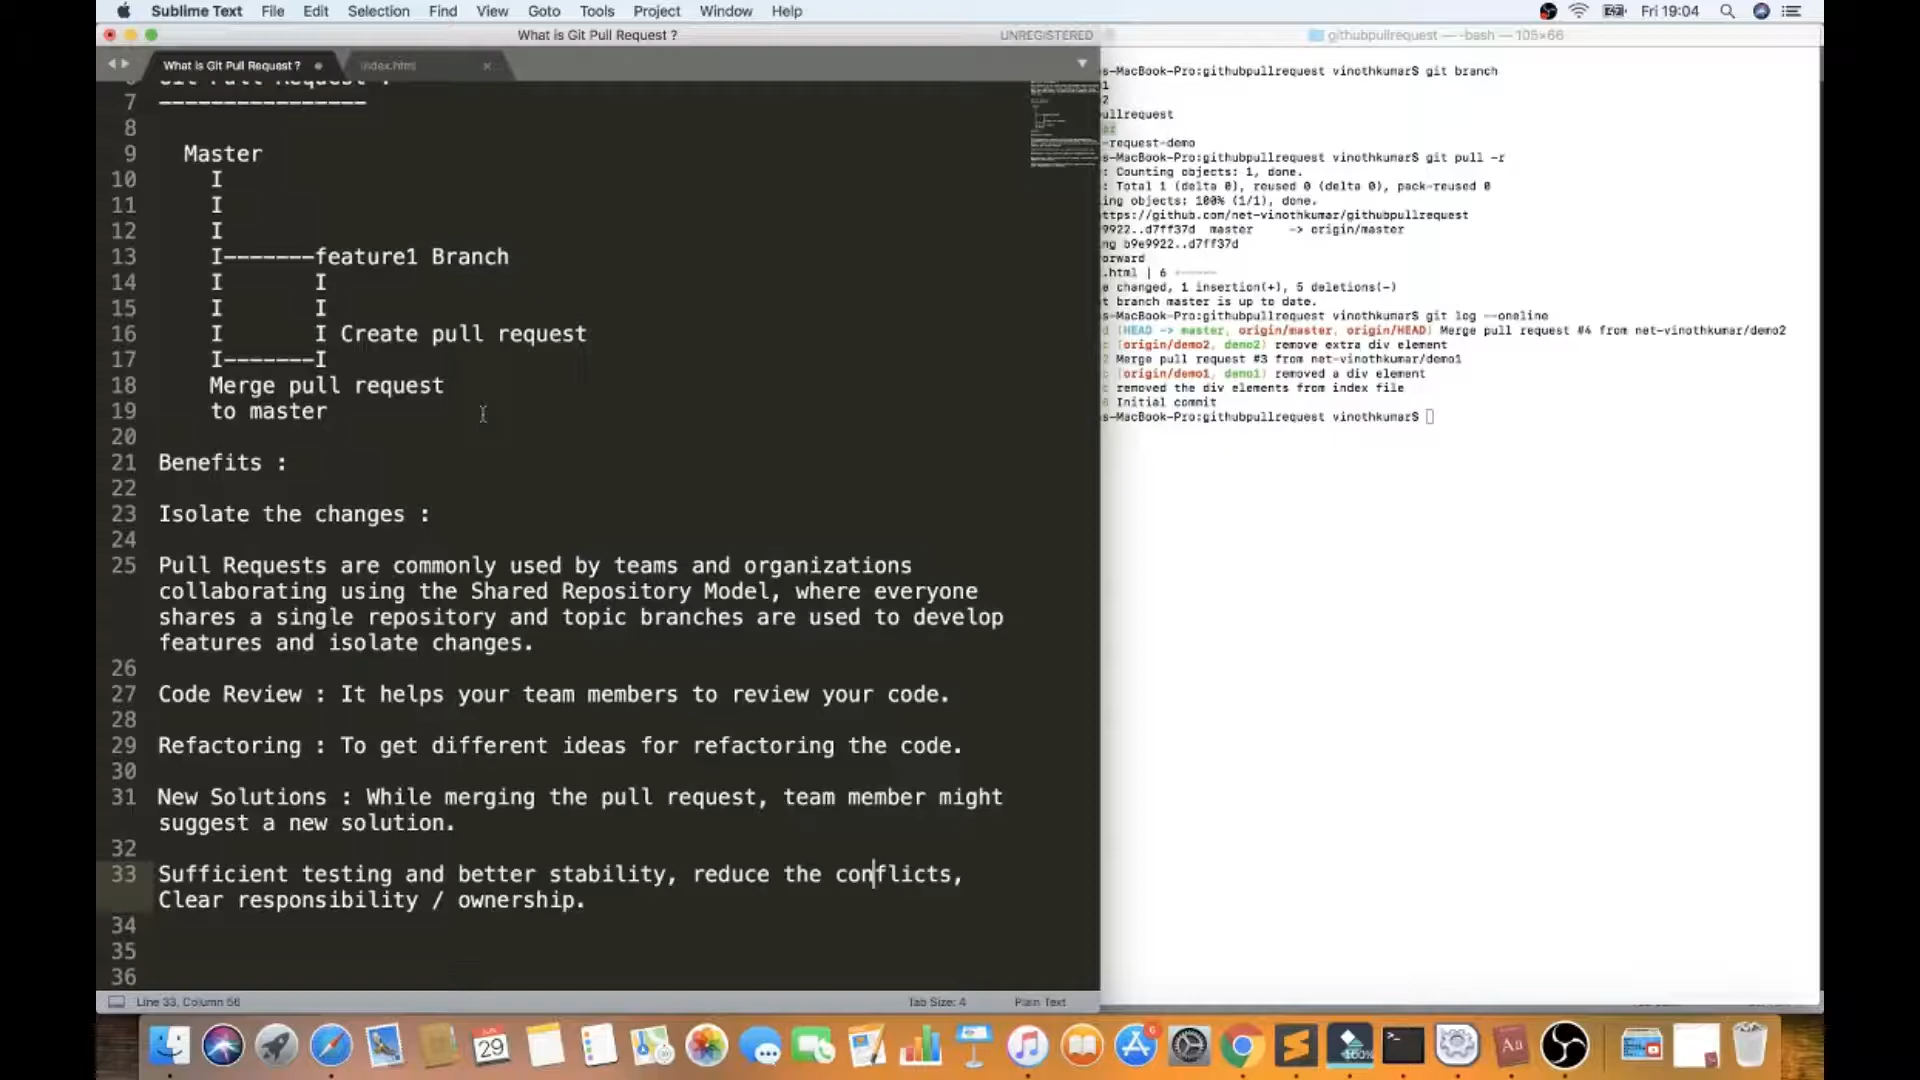 Sublime Text File Edit Selection Find View Goto Tools Project Window Help
Fri 19:04
What is Git Pull Request ?
UNREGISTERED
What is Git Pull Request ?
index.html
7 ----------------
8
9 Master
10 I
11 I
12 I
13 I-------feature1 Branch
14 I I
15 I I
16 I I Create pull request
17 I-------I
18 Merge pull request
19 to master
20
21 Benefits :
22
23 Isolate the changes :
24
25 Pull Requests are commonly used by teams and organizations
collaborating using the Shared Repository Model, where everyone
shares a single repository and topic branches are used to develop
features and isolate changes.
26
27 Code Review : It helps your team members to review your code.
28
29 Refactoring : To get different ideas for refactoring the code.
30
31 New Solutions : While merging the pull request, team member might
suggest a new solution.
32
33 Sufficient testing and better stability, reduce the conflicts,
Clear responsibility / ownership.
34
35
36
Line 33, Column 56
Tab Size: 4
Plain Text
githubpullrequest — -bash — 105×66
s-MacBook-Pro:githubpullrequest vinothkumar$ git branch
1
2
pullrequest
-request-demo
s-MacBook-Pro:githubpullrequest vinothkumar$ git pull -r
: Counting objects: 1, done.
: Total 1 (delta 0), reused 0 (delta 0), pack-reused 0
ing objects: 100% (1/1), done.
ttps://github.com/net-vinothkumar/githubpullrequest
9922..d7ff37d master -> origin/master
ng b9e9922..d7ff37d
orward
.html | 6 +-----
e changed, 1 insertion(+), 5 deletions(-)
t branch master is up to date.
s-MacBook-Pro:githubpullrequest vinothkumar$ git log --oneline
d (HEAD -> master, origin/master, origin/HEAD) Merge pull request #4 from net-vinothkumar/demo2
(origin/demo2, demo2) remove extra div element
2 Merge pull request #3 from net-vinothkumar/demo1
(origin/demo1, demo1) removed a div element
removed the div elements from index file
Initial commit
s-MacBook-Pro:githubpullrequest vinothkumar$
29
6
100%
Aa